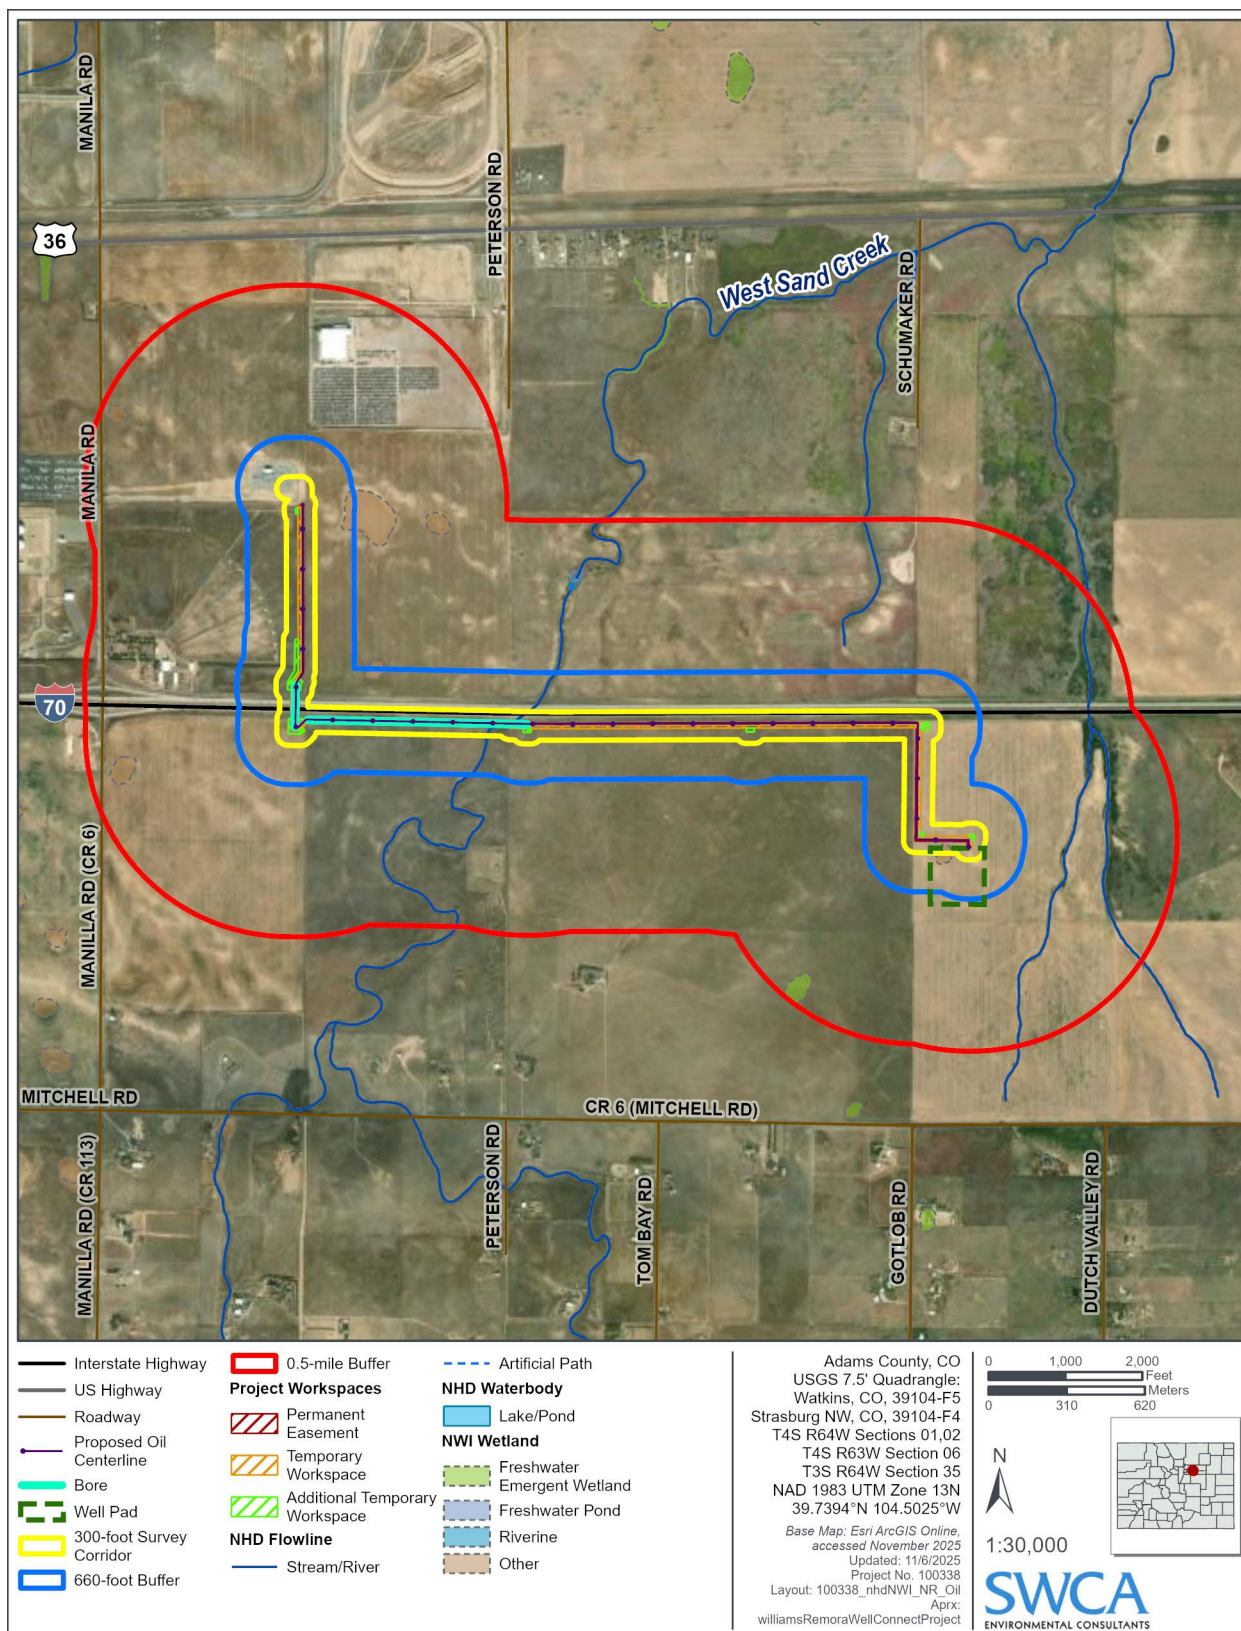 MANILA RD
PETERSON RD
36
West Sand Creek
SCHUMAKER RD
MANILA RD
70
MANILLA RD (CR 6)
MITCHELL RD
CR 6 (MITCHELL RD)
MANILLA RD (CR 113)
PETERSON RD
TOM BAY RD
GOTLOB RD
DUTCH VALLEY RD
Interstate Highway
US Highway
Roadway
Proposed Oil
Centerline
Bore
Well Pad
300-foot Survey
Corridor
660-foot Buffer
0.5-mile Buffer
Project Workspaces
Permanent
Easement
Temporary
Workspace
Additional Temporary
Workspace
NHD Flowline
Stream/River
Artificial Path
NHD Waterbody
Lake/Pond
NWI Wetland
Freshwater
Emergent Wetland
Freshwater Pond
Riverine
Other
Adams County, CO
USGS 7.5' Quadrangle:
Watkins, CO, 39104-F5
Strasburg NW, CO, 39104-F4
T4S R64W Sections 01,02
T4S R63W Section 06
T3S R64W Section 35
NAD 1983 UTM Zone 13N
39.7394°N 104.5025°W
Base Map: Esri ArcGIS Online,
accessed November 2025
Updated: 11/6/2025
Project No. 100338
Layout: 100338_nhdNWI_NR_Oil
Aprx:
williamsRemoraWellConnectProject
0 1,000 2,000
Feet
Meters
0 310 620
N
1:30,000
SWCA
ENVIRONMENTAL CONSULTANTS